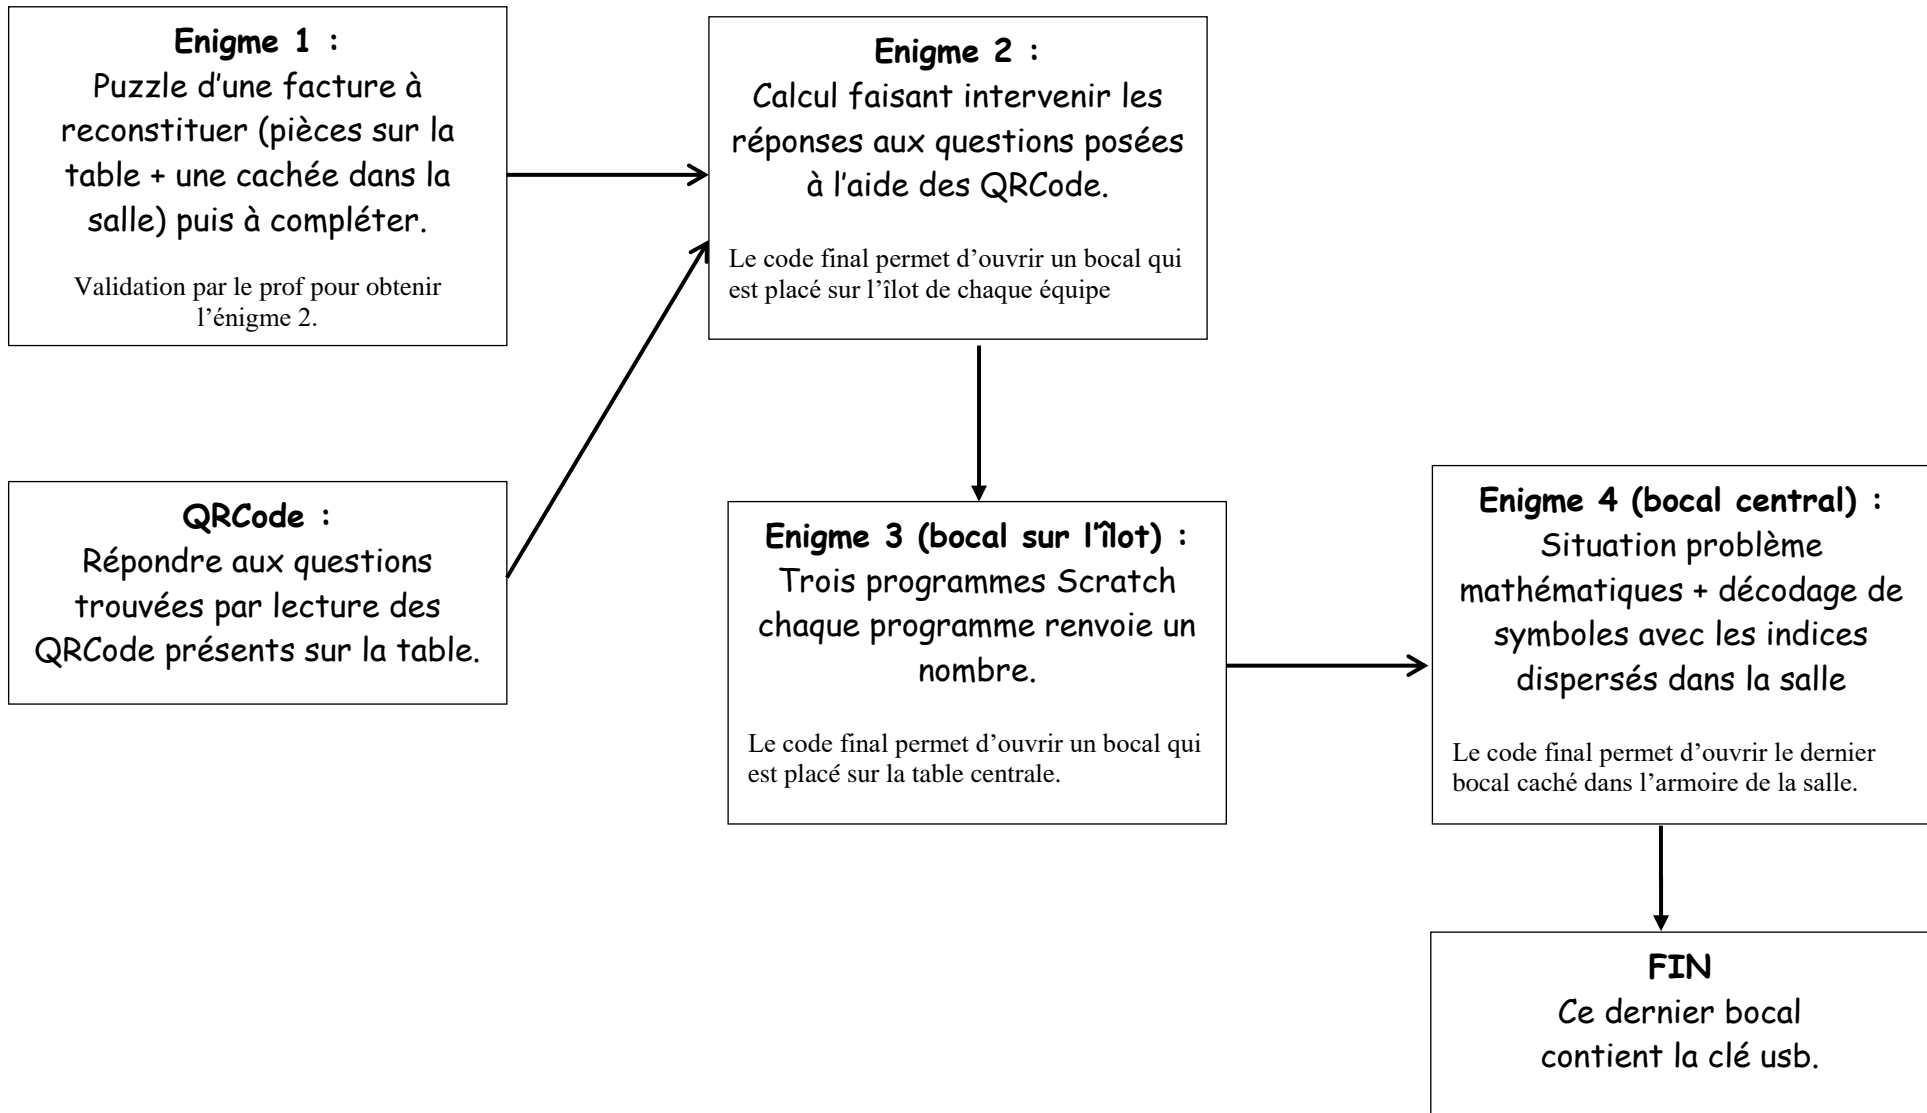 Enigme 1 :
Puzzle d’une facture à
reconstituer (pièces sur la
table + une cachée dans la
salle) puis à compléter.
Validation par le prof pour obtenir
l’énigme 2.
Enigme 2 :
Calcul faisant intervenir les
réponses aux questions posées
à l’aide des QRCode.
Le code final permet d’ouvrir un bocal qui
est placé sur l’îlot de chaque équipe
QRCode :
Répondre aux questions
trouvées par lecture des
QRCode présents sur la table.
Enigme 3 (bocal sur l’îlot) :
Trois programmes Scratch
chaque programme renvoie un
nombre.
Le code final permet d’ouvrir un bocal qui
est placé sur la table centrale.
Enigme 4 (bocal central) :
Situation problème
mathématiques + décodage de
symboles avec les indices
dispersés dans la salle
Le code final permet d’ouvrir le dernier
bocal caché dans l’armoire de la salle.
FIN
Ce dernier bocal
contient la clé usb.